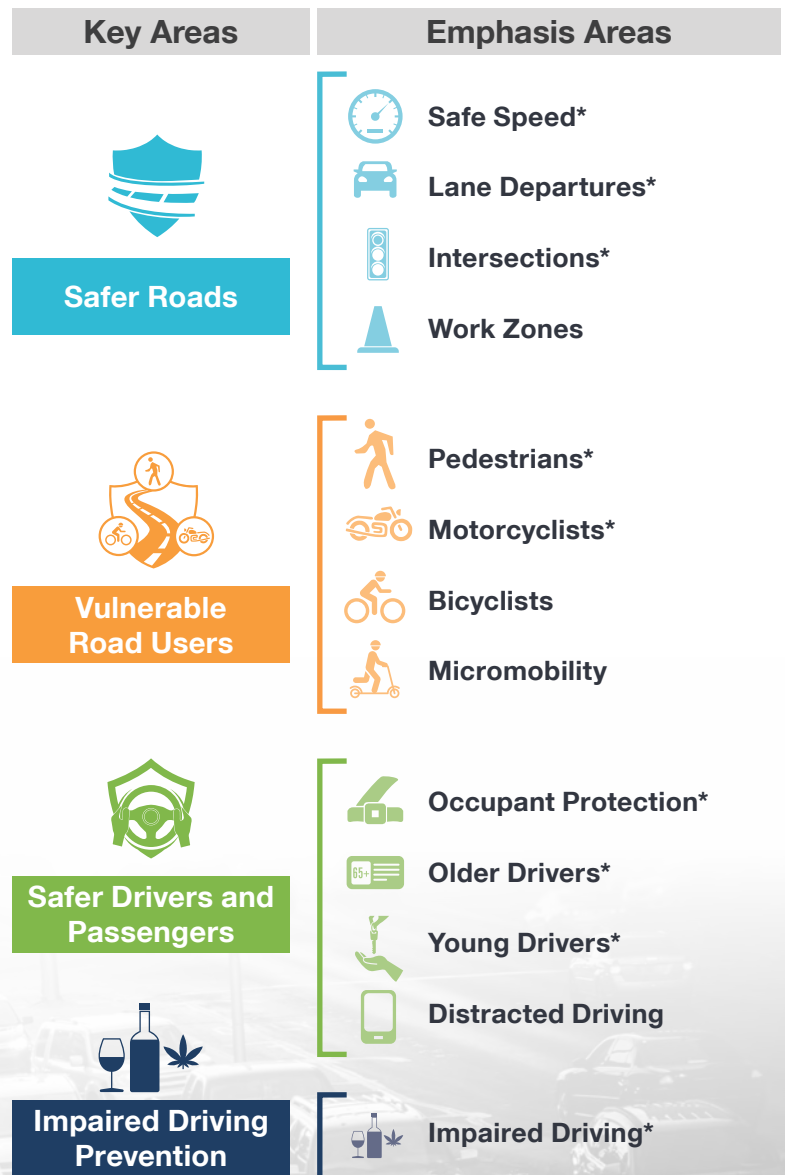 Key Areas
Emphasis Areas
Safer Roads
Safe Speed*
Lane Departures*
Intersections*
Work Zones
Vulnerable
Road Users
Pedestrians*
Motorcyclists*
Bicyclists
Micromobility
Safer Drivers and
Passengers
Occupant Protection*
65+
Older Drivers*
Young Drivers*
Distracted Driving
Impaired Driving
Prevention
Impaired Driving*